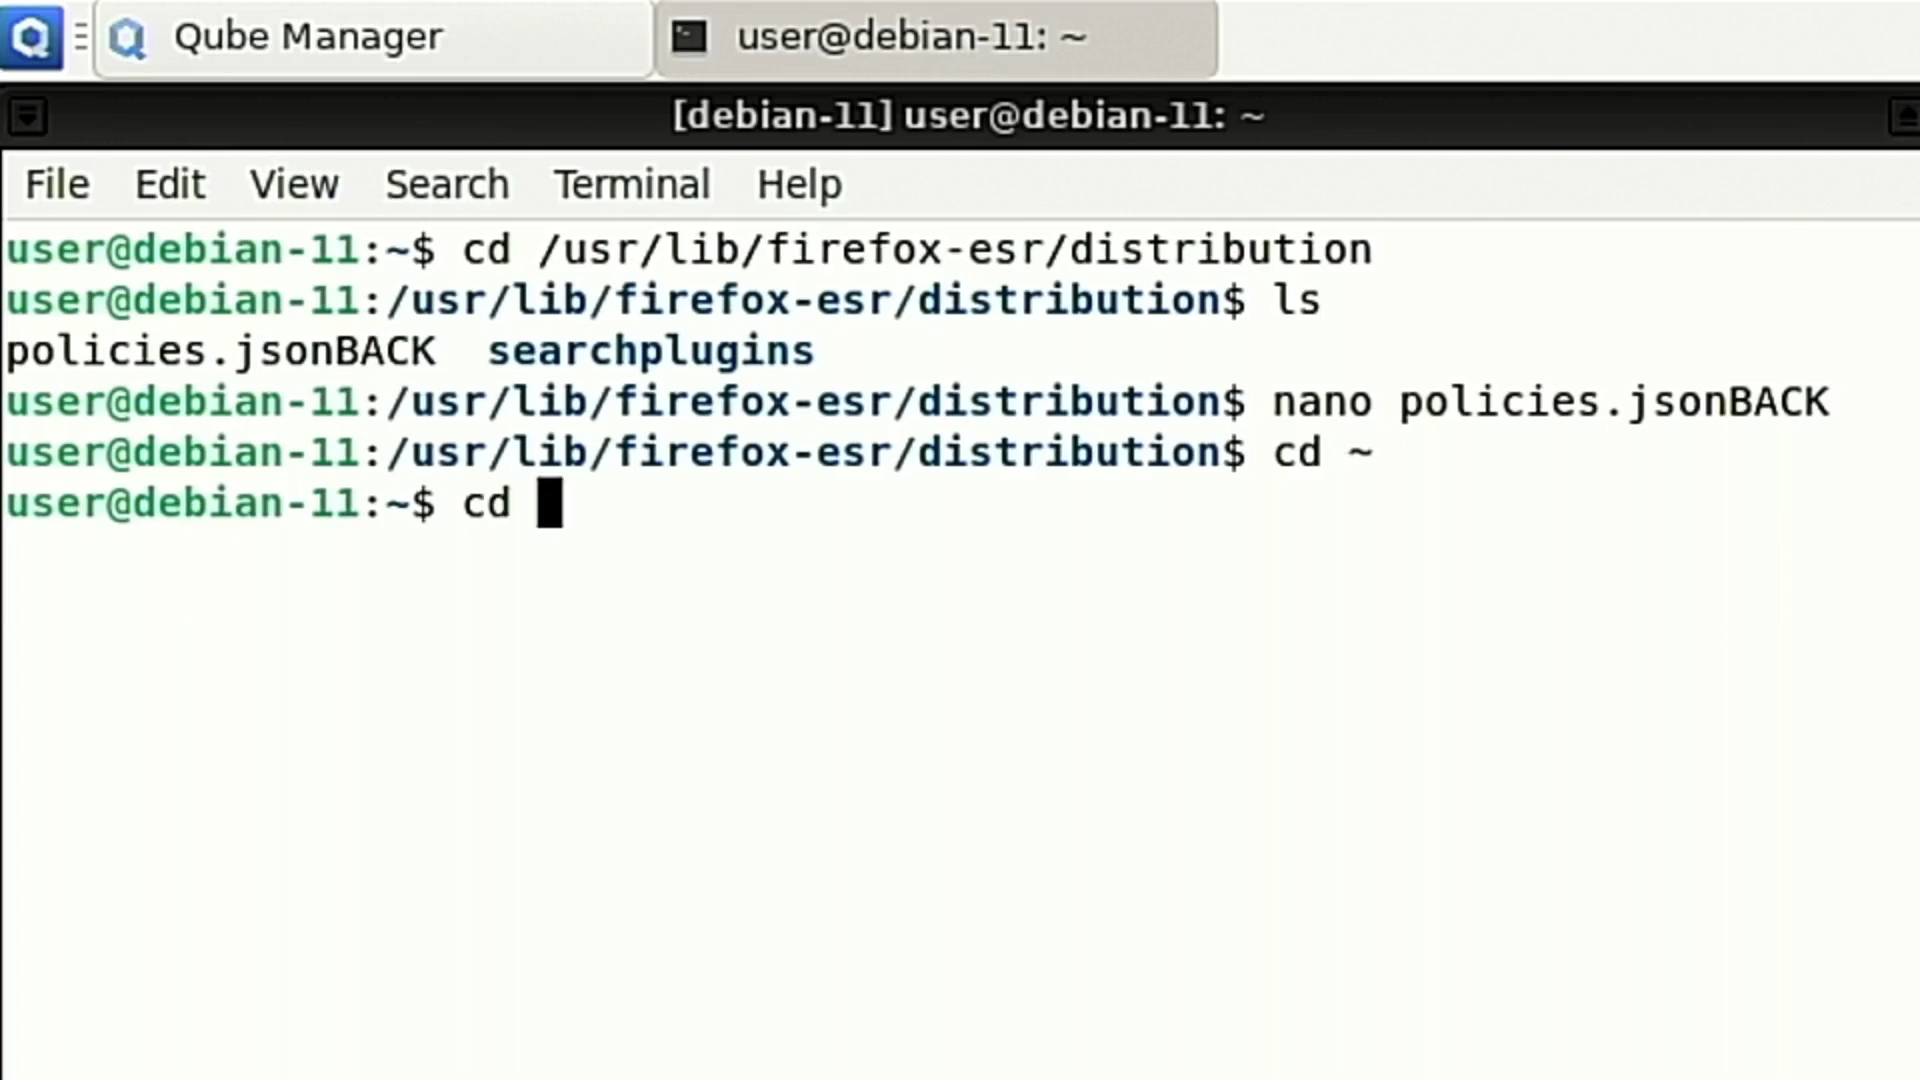 Qube Manager
user@debian-11: ~
[debian-11] user@debian-11: ~
File Edit View Search Terminal Help
user@debian-11:~$ cd /usr/lib/firefox-esr/distribution
user@debian-11:/usr/lib/firefox-esr/distribution$ ls
policies.jsonBACK  searchplugins
user@debian-11:/usr/lib/firefox-esr/distribution$ nano policies.jsonBACK
user@debian-11:/usr/lib/firefox-esr/distribution$ cd ~
user@debian-11:~$ cd